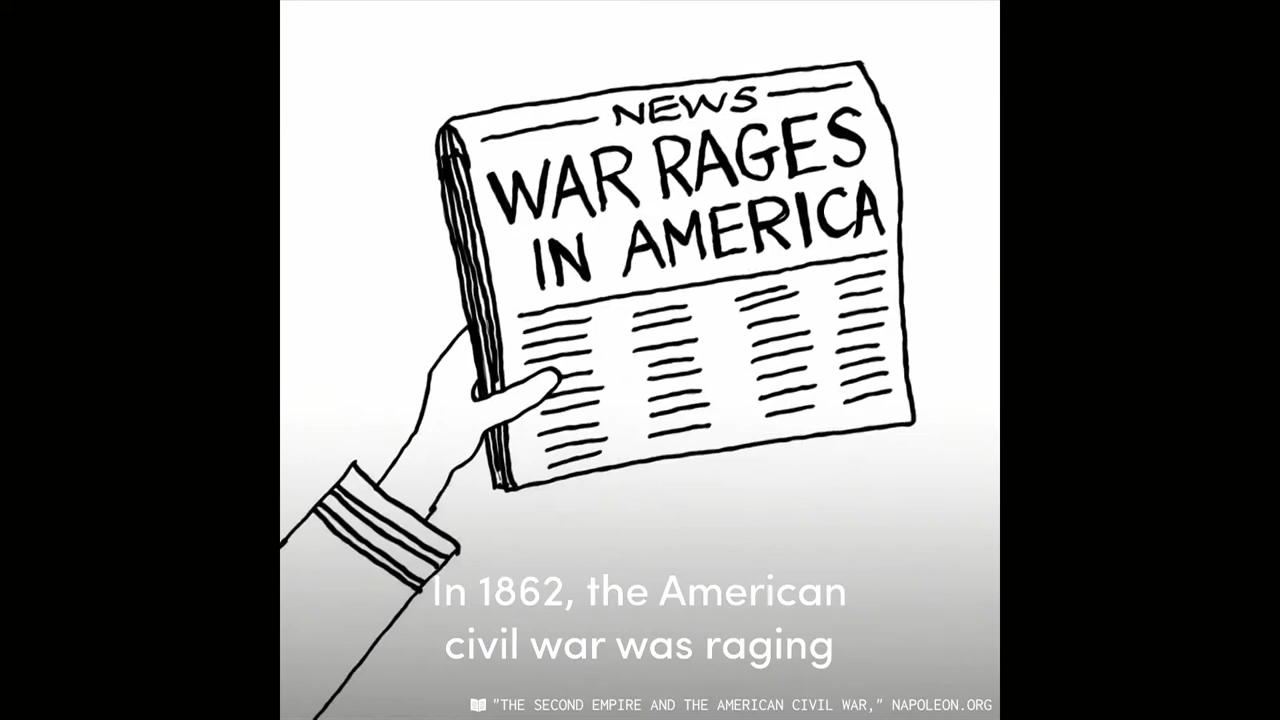 NEWS
WAR RAGES
IN AMERICA
In 1862, the American
civil war was raging
"THE SECOND EMPIRE AND THE AMERICAN CIVIL WAR," NAPOLEON.ORG